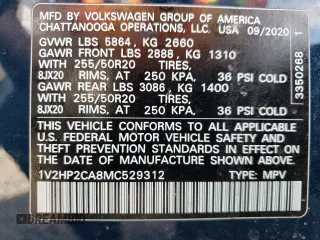 MFD BY VOLKSWAGEN GROUP OF AMERICA
CHATTANOOGA OPERATIONS, LLC. USA 09/2020
GVWR LBS 5864, KG 2660
GAWR FRONT LBS 2888, KG 1310
WITH 255/50R20 TIRES,
8JX20 RIMS, AT 250 KPA, 36 PSI COLD
GAWR REAR LBS 3086, KG 1400
WITH 255/50R20 TIRES,
8JX20 RIMS, AT 250 KPA, 36 PSI COLD
THIS VEHICLE CONFORMS TO ALL APPLICABLE
U.S. FEDERAL MOTOR VEHICLE SAFETY AND
THEFT PREVENTION STANDARDS IN EFFECT ON THE
DATE OF MANUFACTURE SHOWN ABOVE.
1V2HP2CA8MC529312 TYPE: MPV
3350268
1